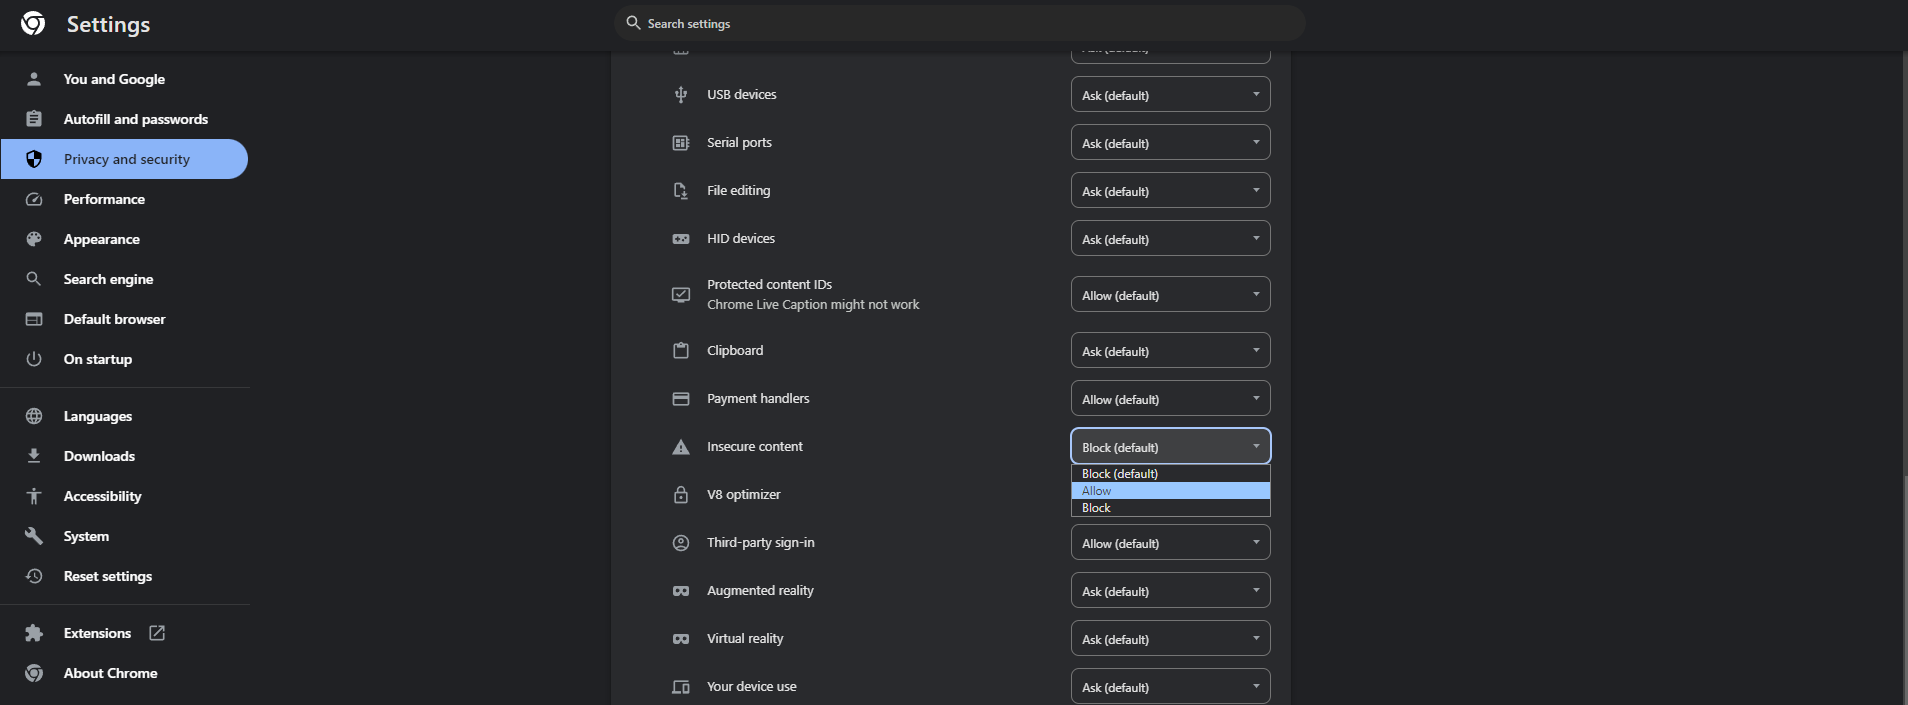 Settings
Search settings
You and Google
Autofill and passwords
Privacy and security
Performance
Appearance
Search engine
Default browser
On startup
Languages
Downloads
Accessibility
System
Reset settings
Extensions
About Chrome
USB devices
Ask (default)
Serial ports
Ask (default)
File editing
Ask (default)
HID devices
Ask (default)
Protected content IDs
Chrome Live Caption might not work
Allow (default)
Clipboard
Ask (default)
Payment handlers
Allow (default)
Insecure content
Block (default)
Block (default)
Allow
Block
V8 optimizer
Third-party sign-in
Allow (default)
Augmented reality
Ask (default)
Virtual reality
Ask (default)
Your device use
Ask (default)